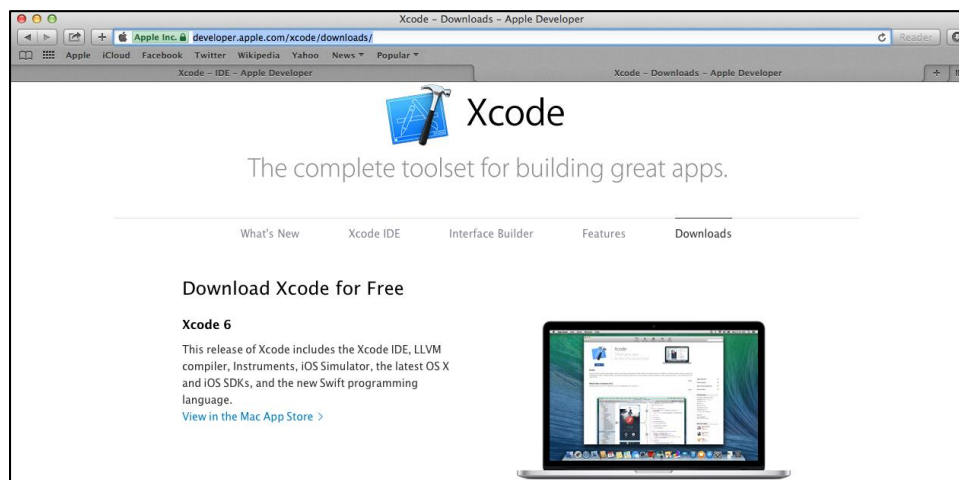 Xcode – Downloads – Apple Developer
Apple Inc. developer.apple.com/xcode/downloads/ Reader
Apple iCloud Facebook Twitter Wikipedia Yahoo News Popular
Xcode – IDE – Apple Developer Xcode – Downloads – Apple Developer
Xcode
The complete toolset for building great apps.
What's New Xcode IDE Interface Builder Features Downloads
Download Xcode for Free
Xcode 6
This release of Xcode includes the Xcode IDE, LLVM
compiler, Instruments, iOS Simulator, the latest OS X
and iOS SDKs, and the new Swift programming
language.
View in the Mac App Store >
Xcode